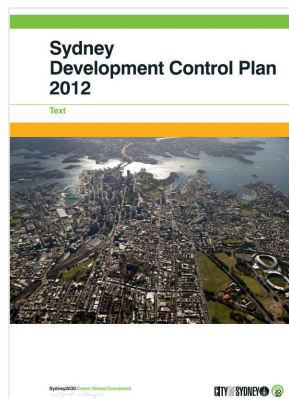 Sydney
Development Control Plan
2012
Text
Sydney2030/Green/Global/Connected
CITY OF SYDNEY